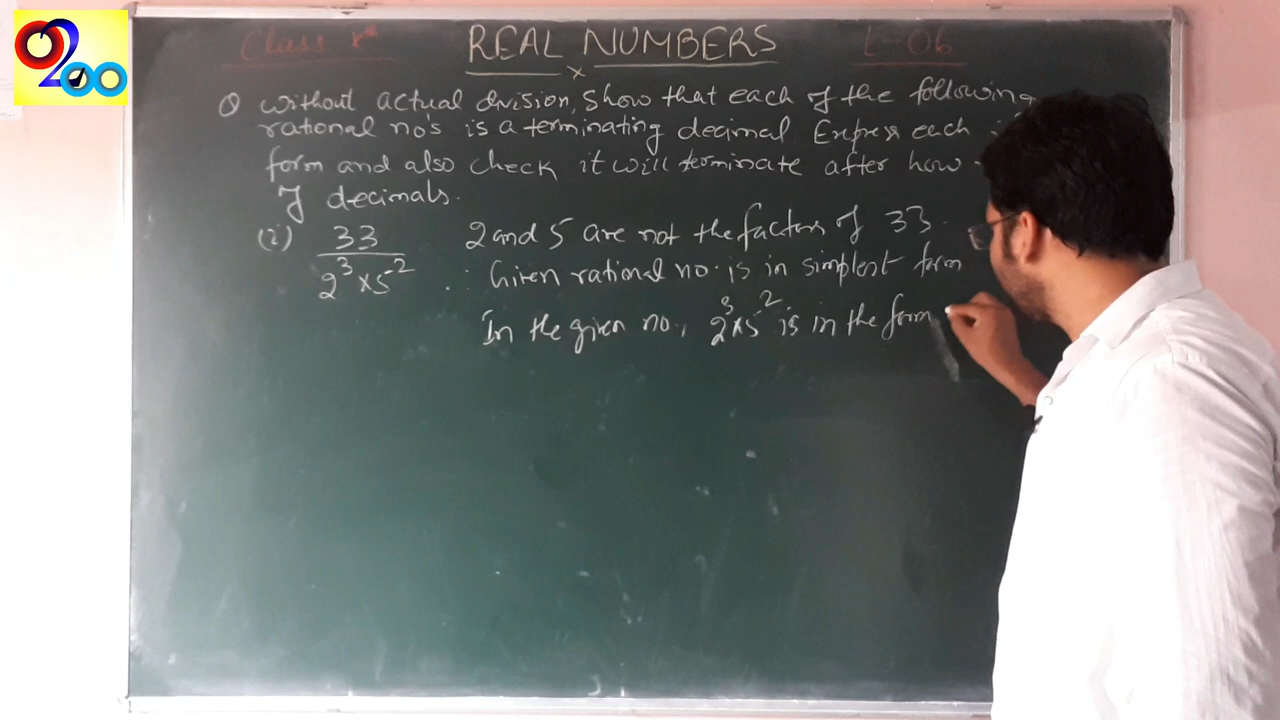 0200
Class X
REAL NUMBERS
L-06
Q without actual division, show that each of the following
rational no's is a terminating decimal Express each
form and also check it will terminate after how
of decimals.
(i) 33 / 2³×5⁻² 2 and 5 are not the factors of 33.
∴ Given rational no. is in simplest form
In the given no., 2³×5² is in the form